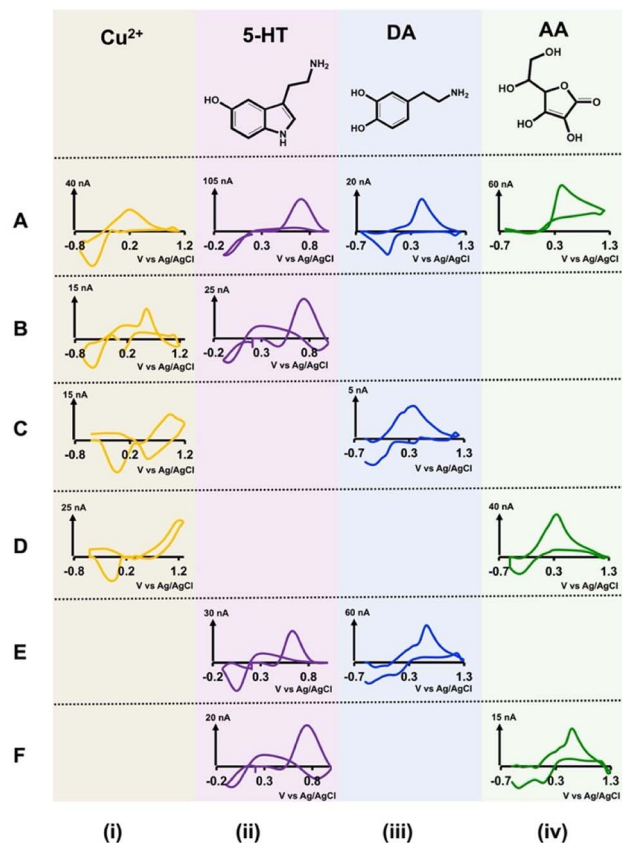 Cu²⁺ 5-HT DA AA
HO NH₂ N H
HO HO NH₂
OH HO O O HO OH
A
40 nA -0.8 0.2 1.2 V vs Ag/AgCl
105 nA -0.2 0.3 0.8 V vs Ag/AgCl
20 nA -0.7 0.3 1.3 V vs Ag/AgCl
60 nA -0.7 0.3 1.3 V vs Ag/AgCl
B
15 nA -0.8 0.2 1.2 V vs Ag/AgCl
25 nA -0.2 0.3 0.8 V vs Ag/AgCl
C
15 nA -0.8 0.2 1.2 V vs Ag/AgCl
5 nA -0.7 0.3 1.3 V vs Ag/AgCl
D
25 nA -0.8 0.2 1.2 V vs Ag/AgCl
40 nA -0.7 0.3 1.3 V vs Ag/AgCl
E
30 nA -0.2 0.3 0.8 V vs Ag/AgCl
60 nA -0.7 0.3 1.3 V vs Ag/AgCl
F
20 nA -0.2 0.3 0.8 V vs Ag/AgCl
15 nA -0.7 0.3 1.3 V vs Ag/AgCl
(i) (ii) (iii) (iv)